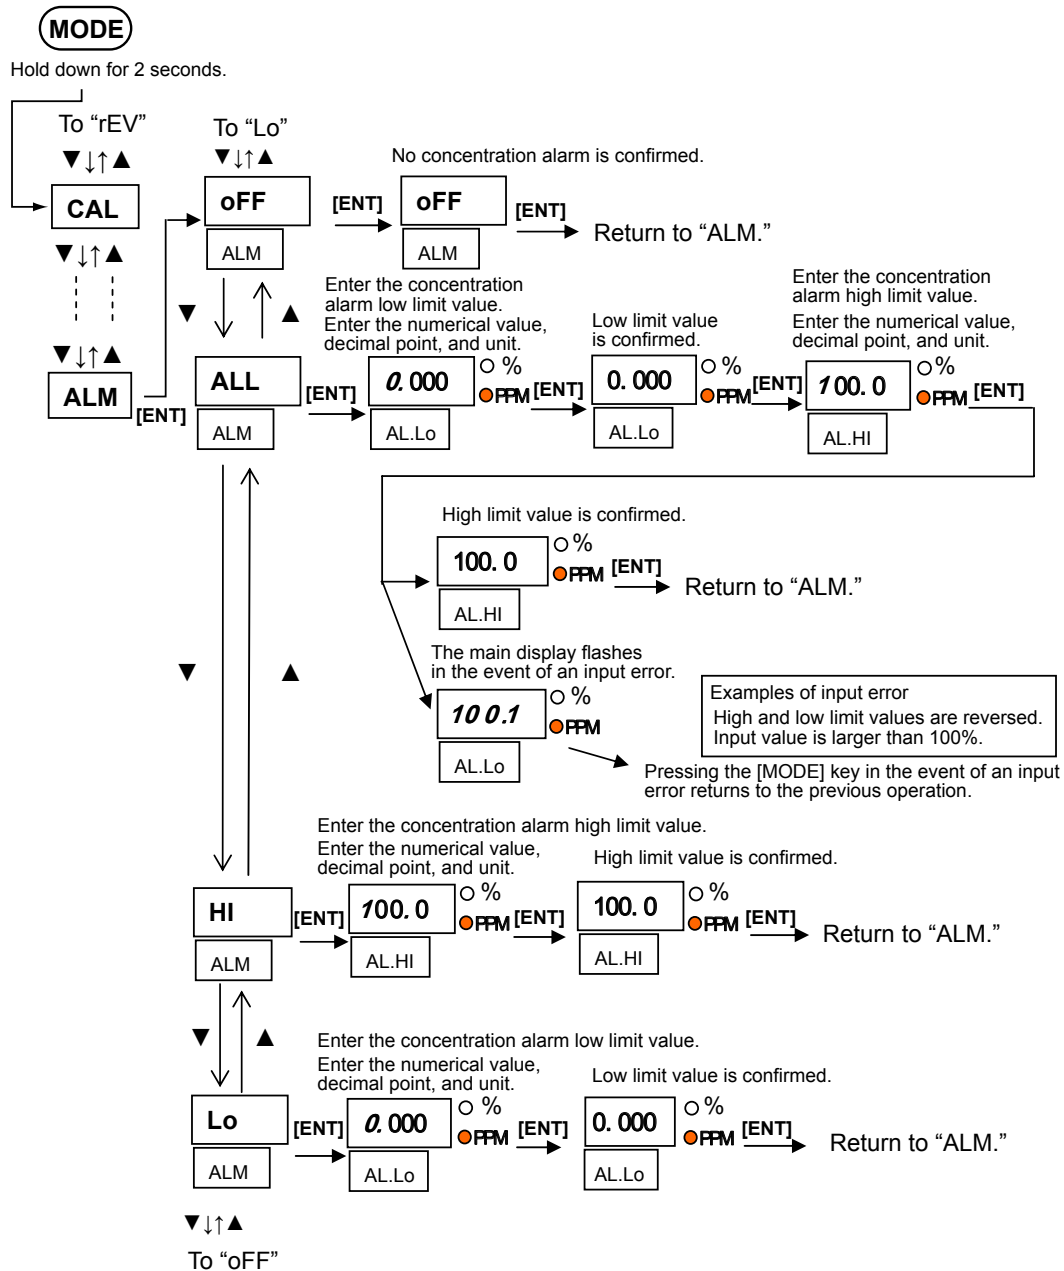 MODE
Hold down for 2 seconds.
To “rEV”
▼↓↑▲
CAL
▼↓↑▲
▼↓↑▲
ALM
[ENT]
To “Lo”
▼↓↑▲
oFF
ALM
[ENT]
No concentration alarm is confirmed.
oFF
ALM
[ENT]
Return to “ALM.”
▼
▲
ALL
ALM
[ENT]
Enter the concentration
alarm low limit value.
Enter the numerical value,
decimal point, and unit.
0.000
%
PPM
AL.Lo
[ENT]
Low limit value
is confirmed.
0.000
%
PPM
AL.Lo
[ENT]
Enter the concentration
alarm high limit value.
Enter the numerical value,
decimal point, and unit.
100.0
%
PPM
AL.HI
[ENT]
High limit value is confirmed.
100.0
%
PPM
AL.HI
[ENT]
Return to “ALM.”
The main display flashes
in the event of an input error.
100.1
%
PPM
AL.Lo
Examples of input error
High and low limit values are reversed.
Input value is larger than 100%.
Pressing the [MODE] key in the event of an input
error returns to the previous operation.
▼
▲
HI
ALM
[ENT]
Enter the concentration alarm high limit value.
Enter the numerical value,
decimal point, and unit.
100.0
%
PPM
AL.HI
[ENT]
High limit value is confirmed.
100.0
%
PPM
AL.HI
[ENT]
Return to “ALM.”
▼
▲
Lo
ALM
[ENT]
Enter the concentration alarm low limit value.
Enter the numerical value,
decimal point, and unit.
0.000
%
PPM
AL.Lo
[ENT]
Low limit value is confirmed.
0.000
%
PPM
AL.Lo
[ENT]
Return to “ALM.”
▼↓↑▲
To “oFF”